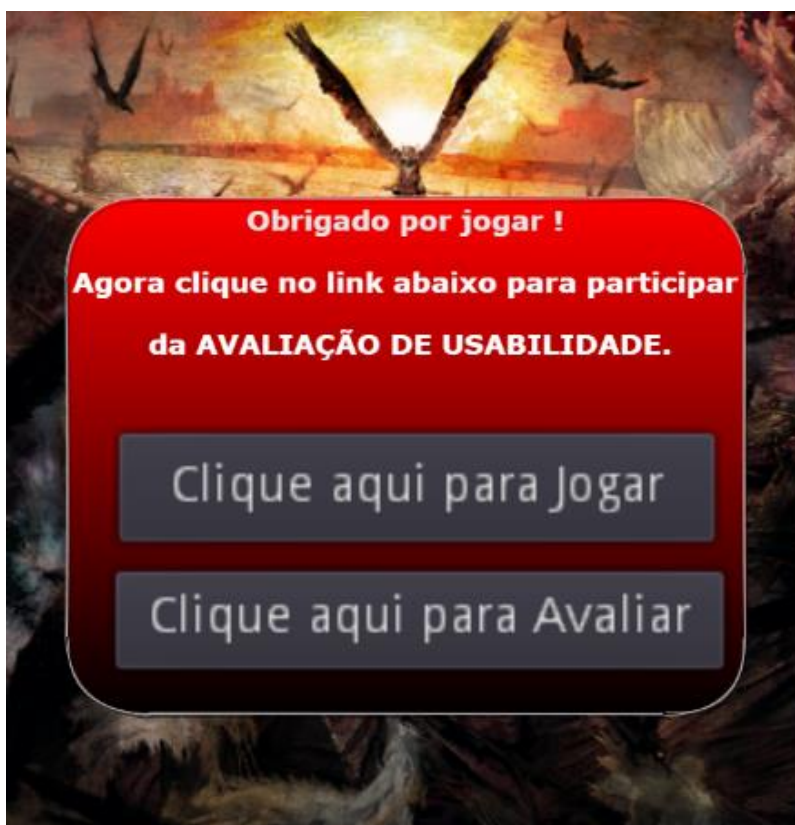 Obrigado por jogar !
Agora clique no link abaixo para participar
da AVALIAÇÃO DE USABILIDADE.
Clique aqui para Jogar
Clique aqui para Avaliar